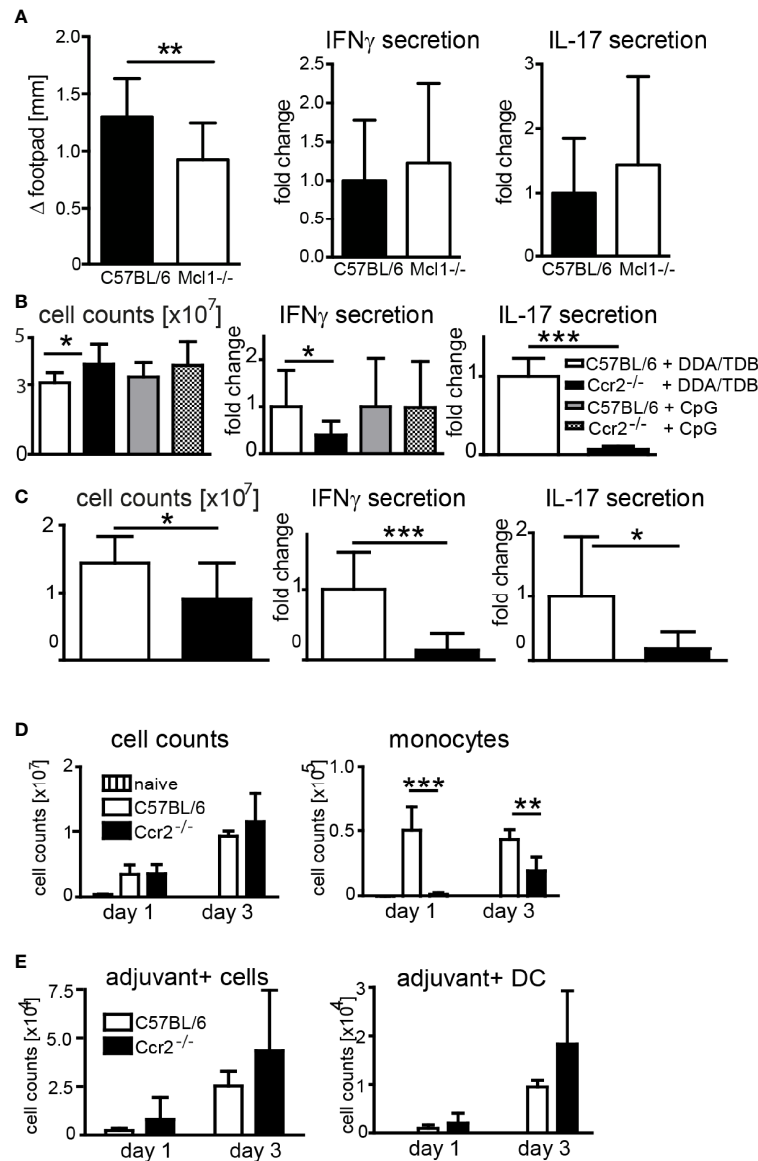 A
Δ footpad [mm]
2.0
1.5
1.0
0.5
0
**
C57BL/6 Mcl1-/-
IFNγ secretion
fold change
2.5
2.0
1.5
1.0
0.5
0.0
C57BL/6 Mcl1-/-
IL-17 secretion
fold change
3
2
1
0
C57BL/6 Mcl1-/-
B
cell counts [x10⁷]
5
3
0
*
IFNγ secretion
fold change
2
1
0
*
IL-17 secretion
fold change
1
0
***
C57BL/6 + DDA/TDB
Ccr2⁻/⁻ + DDA/TDB
C57BL/6 + CpG
Ccr2⁻/⁻ + CpG
C
cell counts [x10⁷]
2
1
0
*
IFNγ secretion
fold change
1
0
***
IL-17 secretion
fold change
2
1
0
*
D
cell counts
cell counts [x10⁷]
2
1
0
naive
C57BL/6
Ccr2⁻/⁻
day 1 day 3
monocytes
cell counts [x10⁵]
1.0
0.5
0
***
**
day 1 day 3
E
adjuvant+ cells
cell counts [x10⁴]
7.5
5.0
2.5
0
C57BL/6
Ccr2⁻/⁻
day 1 day 3
adjuvant+ DC
cell counts [x10⁴]
3
2
1
0
day 1 day 3